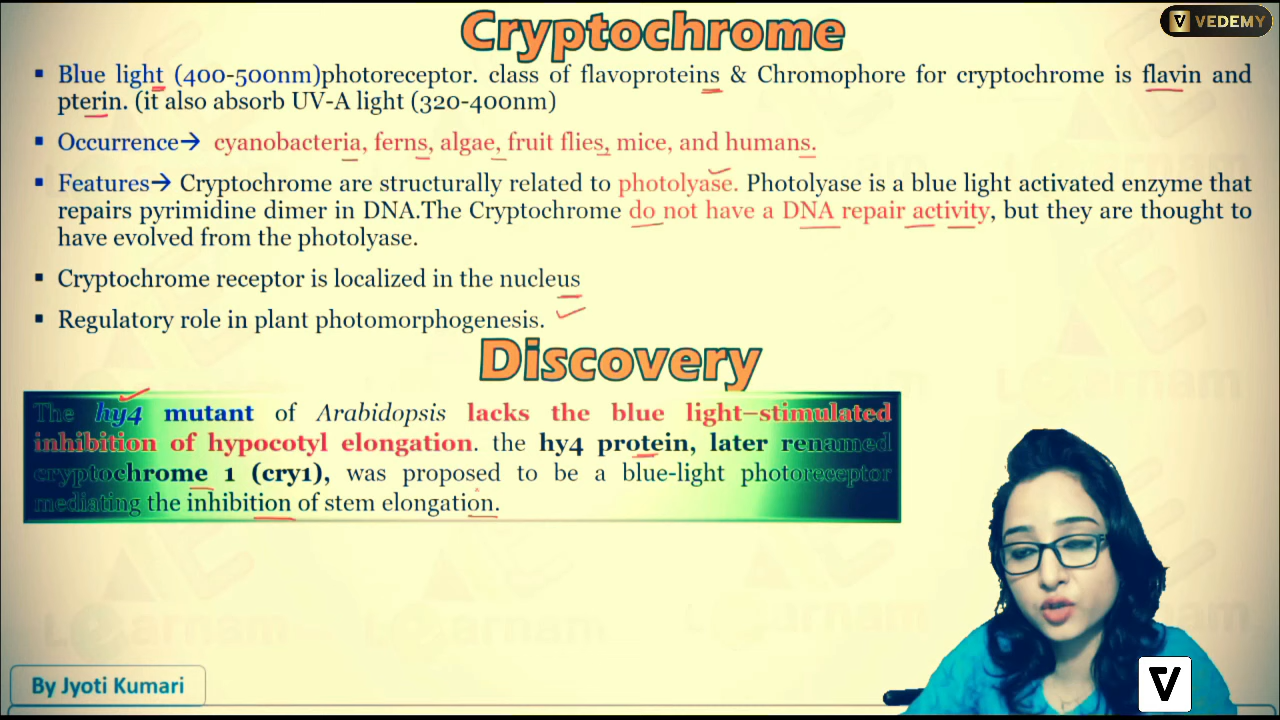 Cryptochrome
VEDEMY
▪ Blue light (400-500nm)photoreceptor. class of flavoproteins & Chromophore for cryptochrome is flavin and
pterin. (it also absorb UV-A light (320-400nm)
▪ Occurrence→ cyanobacteria, ferns, algae, fruit flies, mice, and humans.
▪ Features→ Cryptochrome are structurally related to photolyase. Photolyase is a blue light activated enzyme that
repairs pyrimidine dimer in DNA.The Cryptochrome do not have a DNA repair activity, but they are thought to
have evolved from the photolyase.
▪ Cryptochrome receptor is localized in the nucleus
▪ Regulatory role in plant photomorphogenesis.
Discovery
The hy4 mutant of Arabidopsis lacks the blue light–stimulated
inhibition of hypocotyl elongation. the hy4 protein, later renamed
cryptochrome 1 (cry1), was proposed to be a blue-light photoreceptor
mediating the inhibition of stem elongation.
By Jyoti Kumari